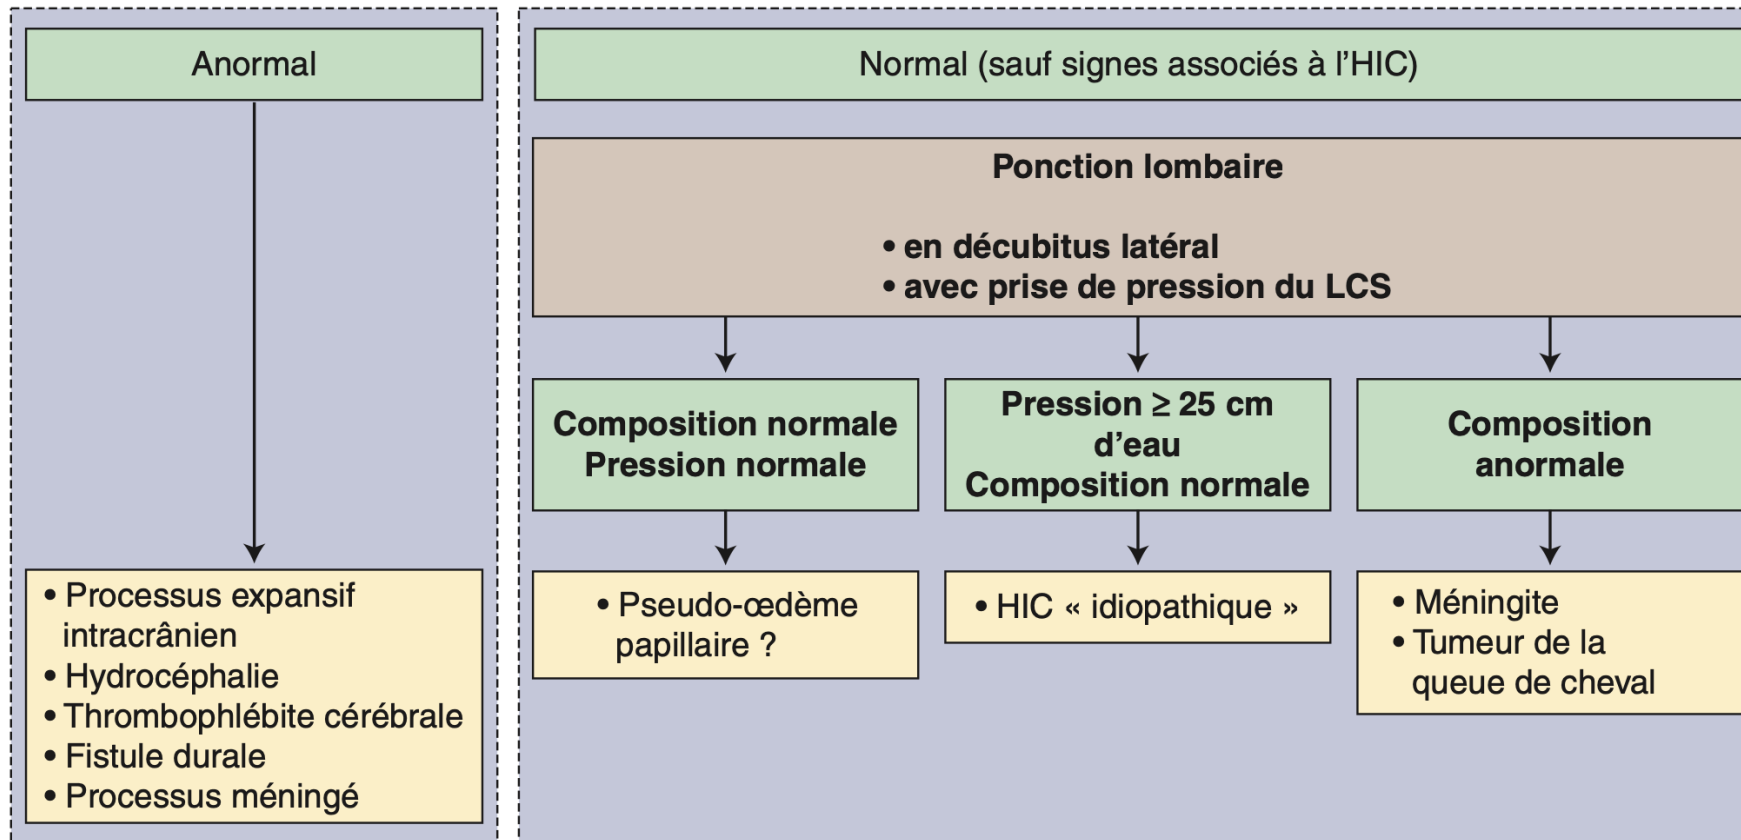 Anormal
Normal (sauf signes associés à l’HIC)
Ponction lombaire
• en décubitus latéral
• avec prise de pression du LCS
Composition normale
Pression normale
Pression ≥ 25 cm
d’eau
Composition normale
Composition
anormale
• Processus expansif
intracrânien
• Hydrocéphalie
• Thrombophlébite cérébrale
• Fistule durale
• Processus méningé
• Pseudo-œdème
papillaire ?
• HIC « idiopathique »
• Méningite
• Tumeur de la
queue de cheval